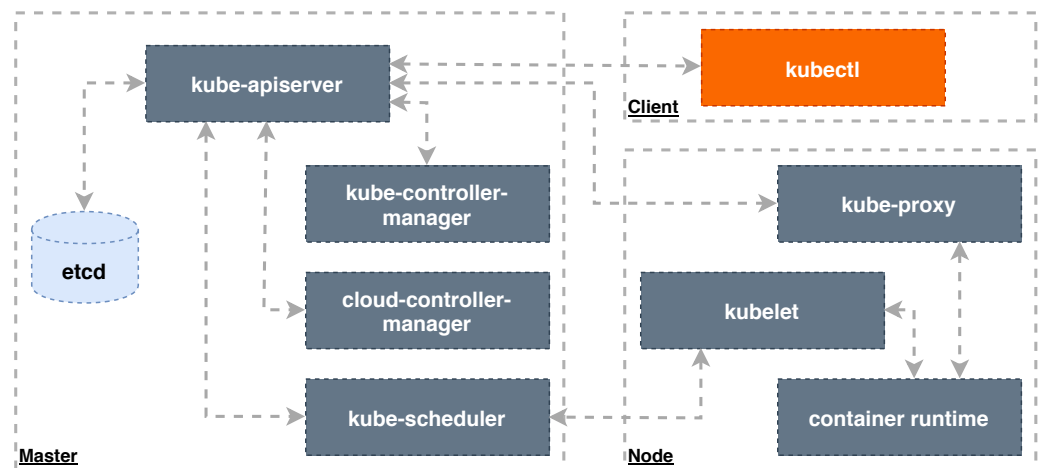 kube-apiserver
etcd
kube-controller-
manager
cloud-controller-
manager
kube-scheduler
Master
kubectl
Client
kube-proxy
kubelet
container runtime
Node